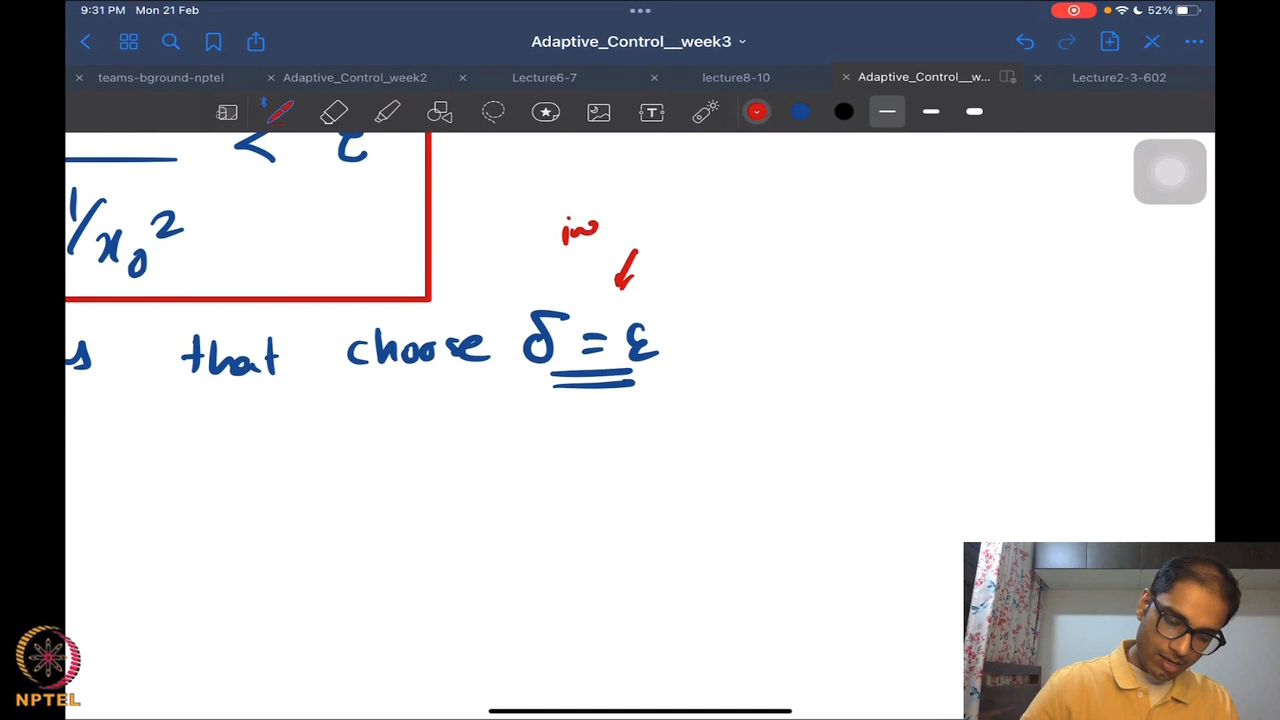 9:31 PM Mon 21 Feb
52%
Adaptive_Control__week3
teams-bground-nptel
Adaptive_Control_week2
Lecture6-7
lecture8-10
Adaptive_Control__w...
Lecture2-3-602
< ε
1/x₀²
in
s that choose δ = ε
NPTEL